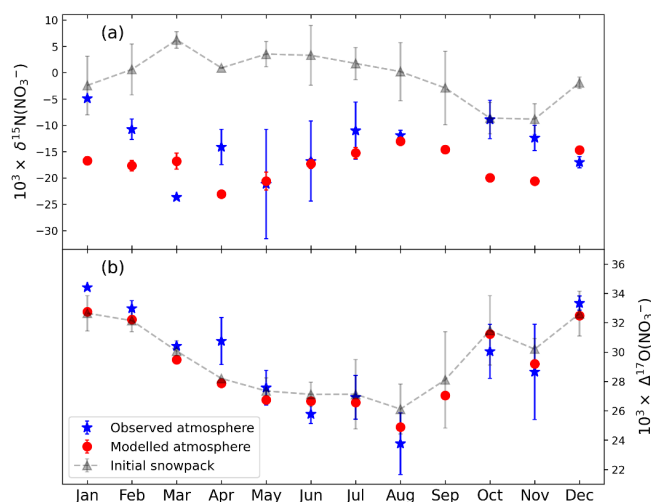 (a)
10
5
0
−5
−10
−15
−20
−25
−30
10³ × δ¹⁵N(NO₃⁻)
(b)
36
34
32
30
28
26
24
22
10³ × Δ¹⁷O(NO₃⁻)
Observed atmosphere
Modelled atmosphere
Initial snowpack
Jan Feb Mar Apr May Jun Jul Aug Sep Oct Nov Dec